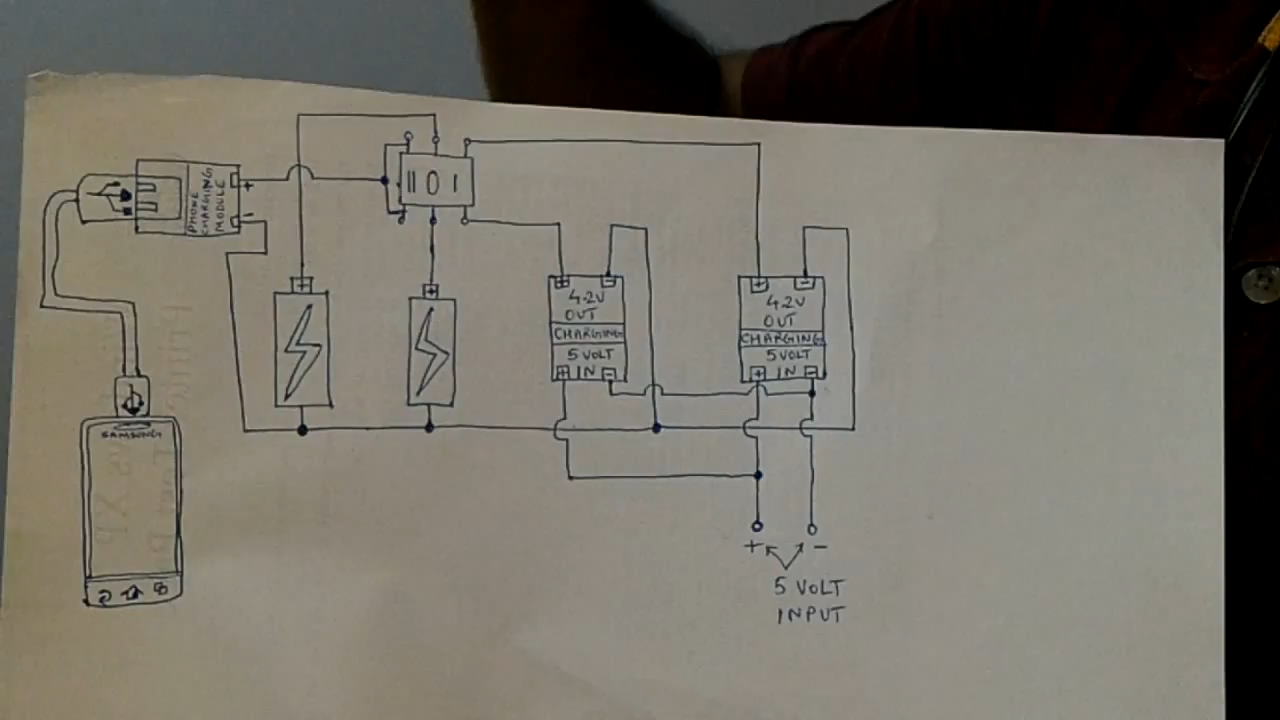 PHONE
CHARGING
MODULE
+
-
II O I
+
+
+ -
4.2V
OUT
CHARGING
5 VOLT
IN
+ -
+ -
4.2V
OUT
CHARGING
5 VOLT
IN
+ -
SAMSUNG
+ -
5 VOLT
INPUT